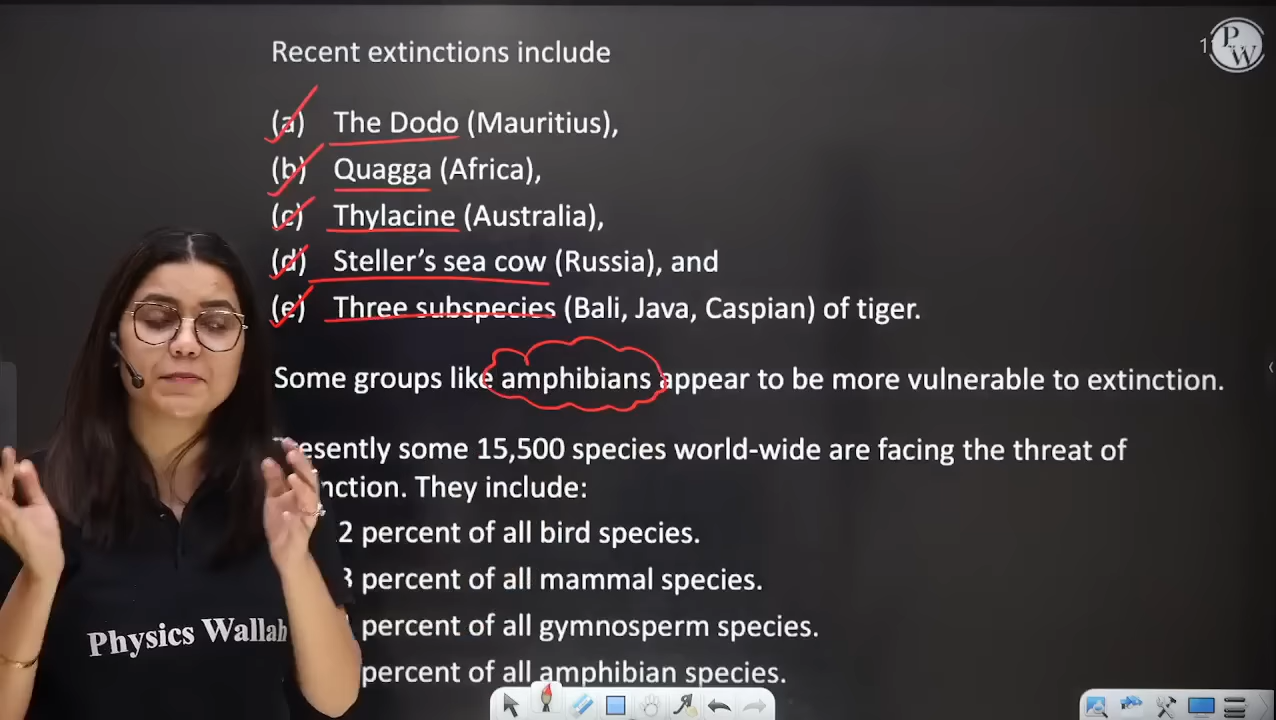 Recent extinctions include
(a) The Dodo (Mauritius),
(b) Quagga (Africa),
(c) Thylacine (Australia),
(d) Steller's sea cow (Russia), and
(e) Three subspecies (Bali, Java, Caspian) of tiger.
Some groups like amphibians appear to be more vulnerable to extinction.
esently some 15,500 species world-wide are facing the threat of
nction. They include:
2 percent of all bird species.
percent of all mammal species.
percent of all gymnosperm species.
percent of all amphibian species.
Physics Wallah
1
P
W